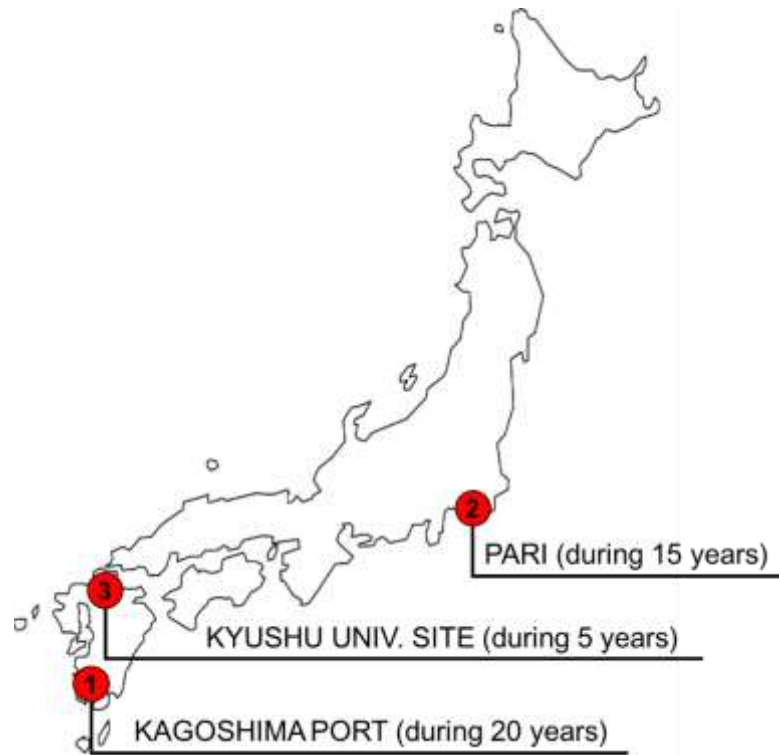 2
PARI (during 15 years)
3
KYUSHU UNIV. SITE (during 5 years)
1
KAGOSHIMA PORT (during 20 years)